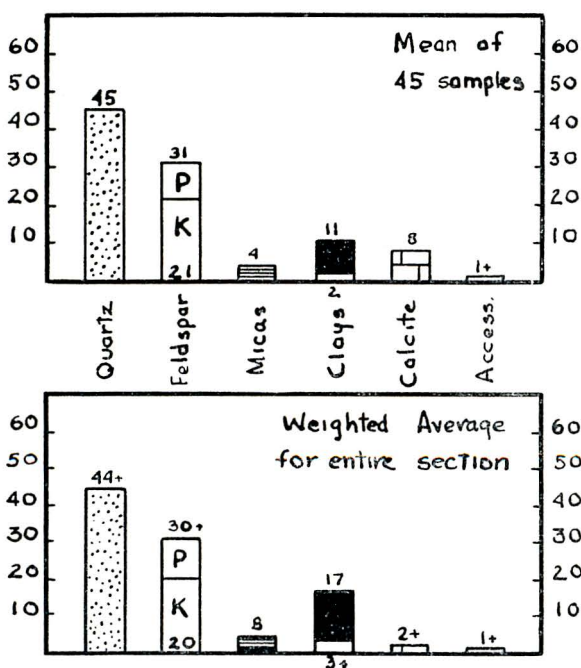 60 Mean of 60
50 45 samples 50
45
40 40
31
30 30
P
20 20
K
10 11 10
4 8
21 1+
2
Quartz Feldspar Micas Clays Calcite Access.
60 Weighted Average 60
50 for entire section 50
44+
40 40
30+
30 30
P
20 17 20
K
10 8 10
20 2+ 1+
3+